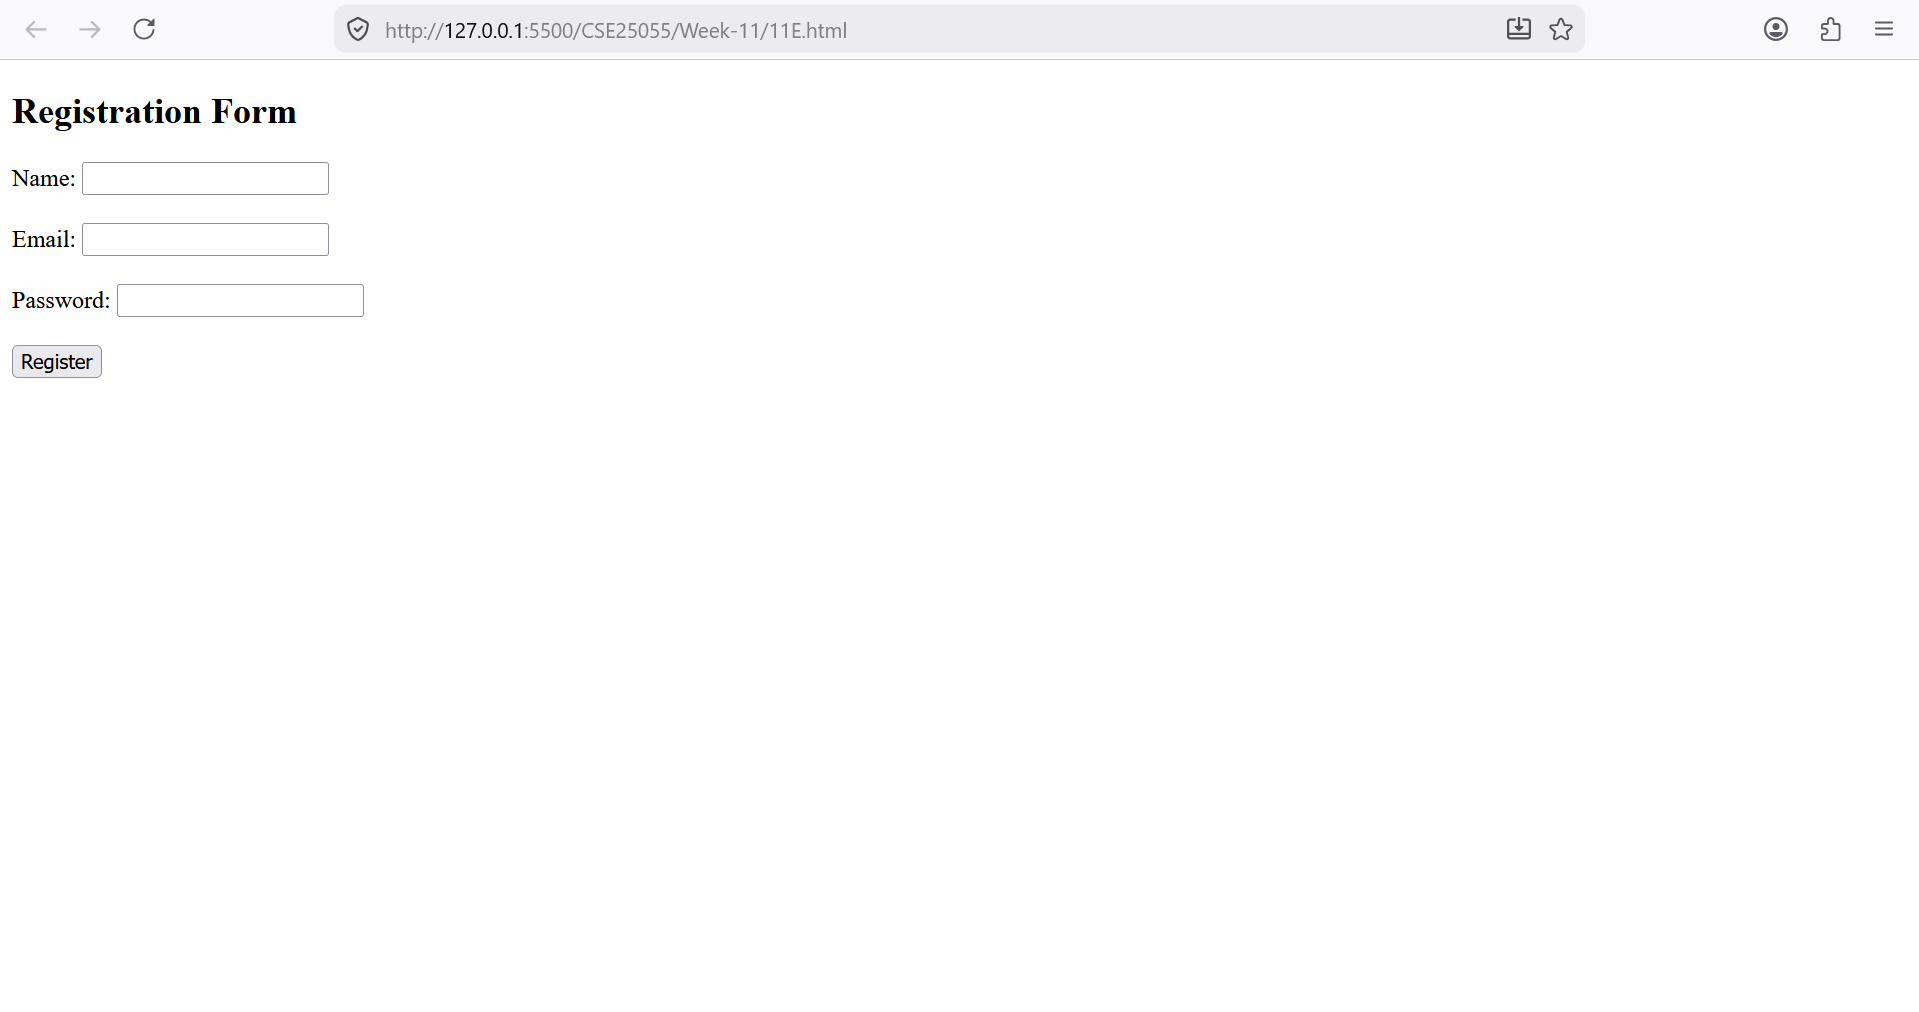 http://127.0.0.1:5500/CSE25055/Week-11/11E.html
Registration Form
Name:
Email:
Password:
Register